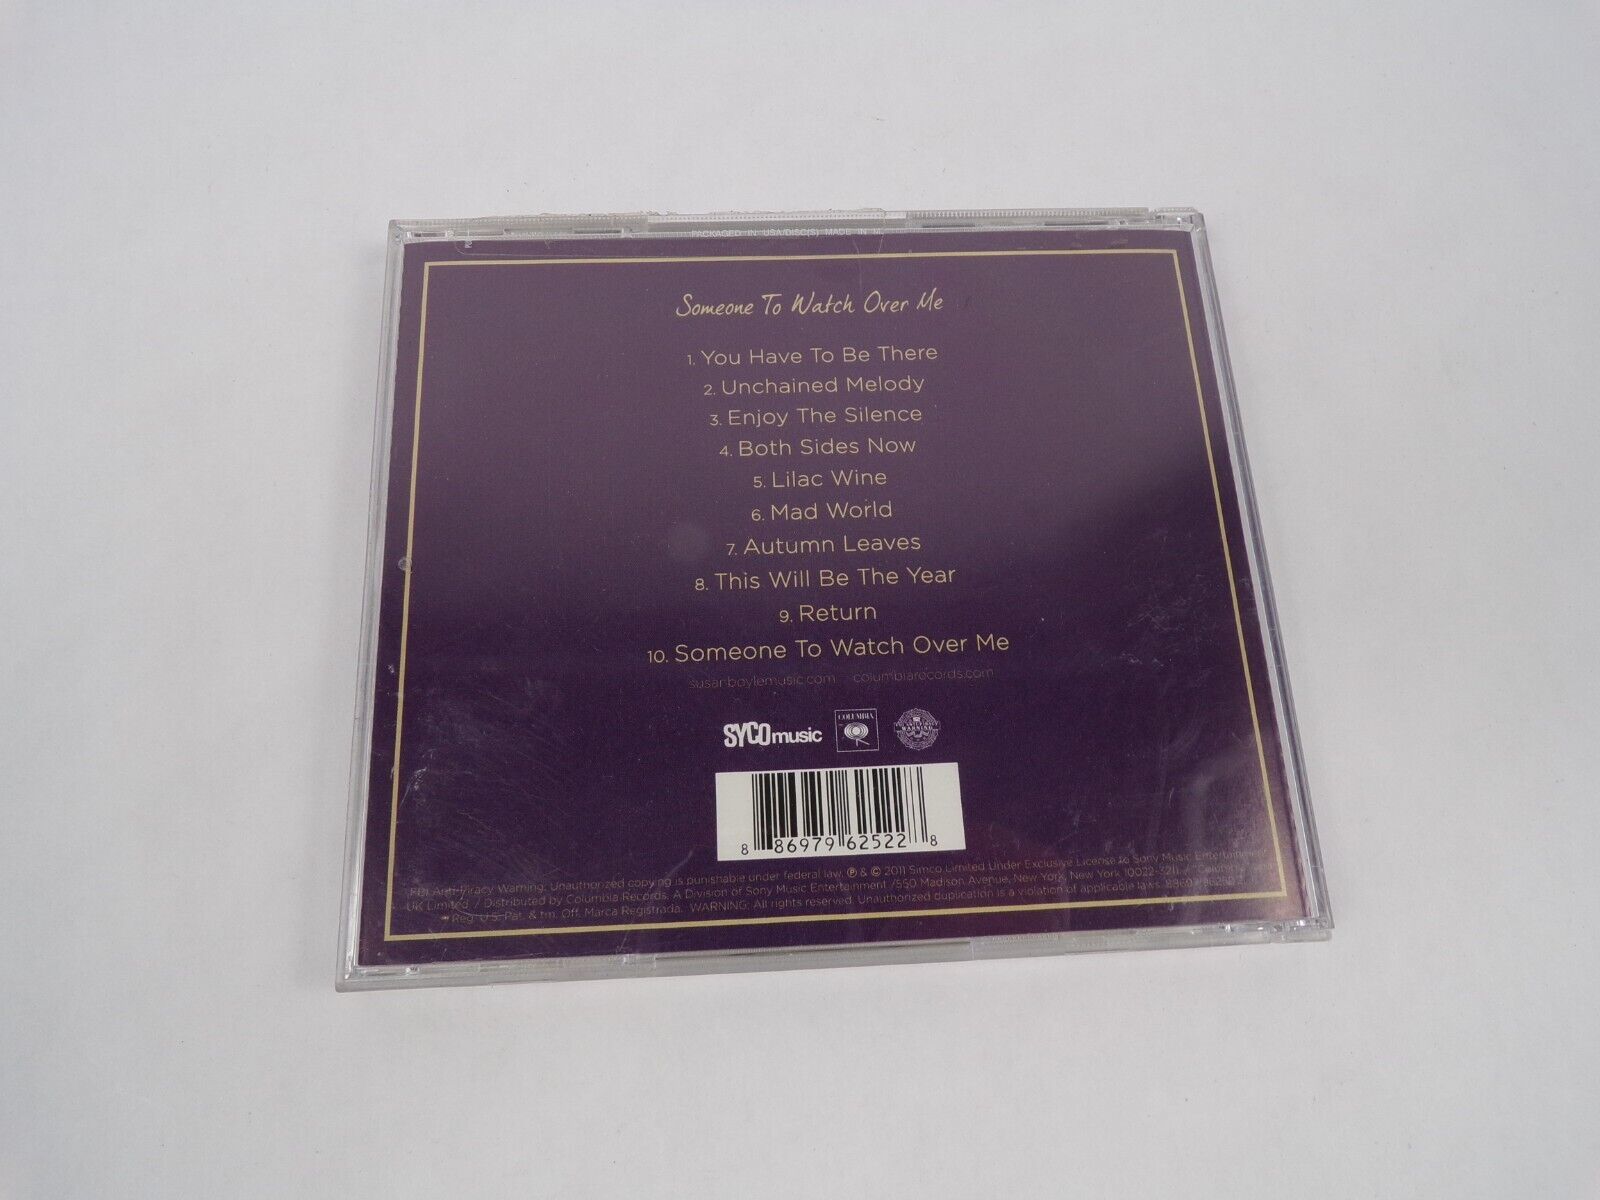 PACKAGED IN USA/DISC(S) MADE IN
Someone To Watch Over Me
1. You Have To Be There
2. Unchained Melody
3. Enjoy The Silence
4. Both Sides Now
5. Lilac Wine
6. Mad World
7. Autumn Leaves
8. This Will Be The Year
9. Return
10. Someone To Watch Over Me
susanboylemusic.com columbiarecords.com
SYCOmusic COLUMBIA WARNING
8 86979 62522 8
FBI Anti-Piracy Warning: Unauthorized copying is punishable under federal law. ℗ & © 2011 Simco Limited Under Exclusive License to Sony Music Entertainment
UK Limited. / Distributed by Columbia Records, A Division of Sony Music Entertainment /550 Madison Avenue, New York, New York 10022-3211 /
Reg. U.S. Pat. & tm. Off. Marca Registrada. WARNING: All rights reserved. Unauthorized duplication is a violation of applicable laws.